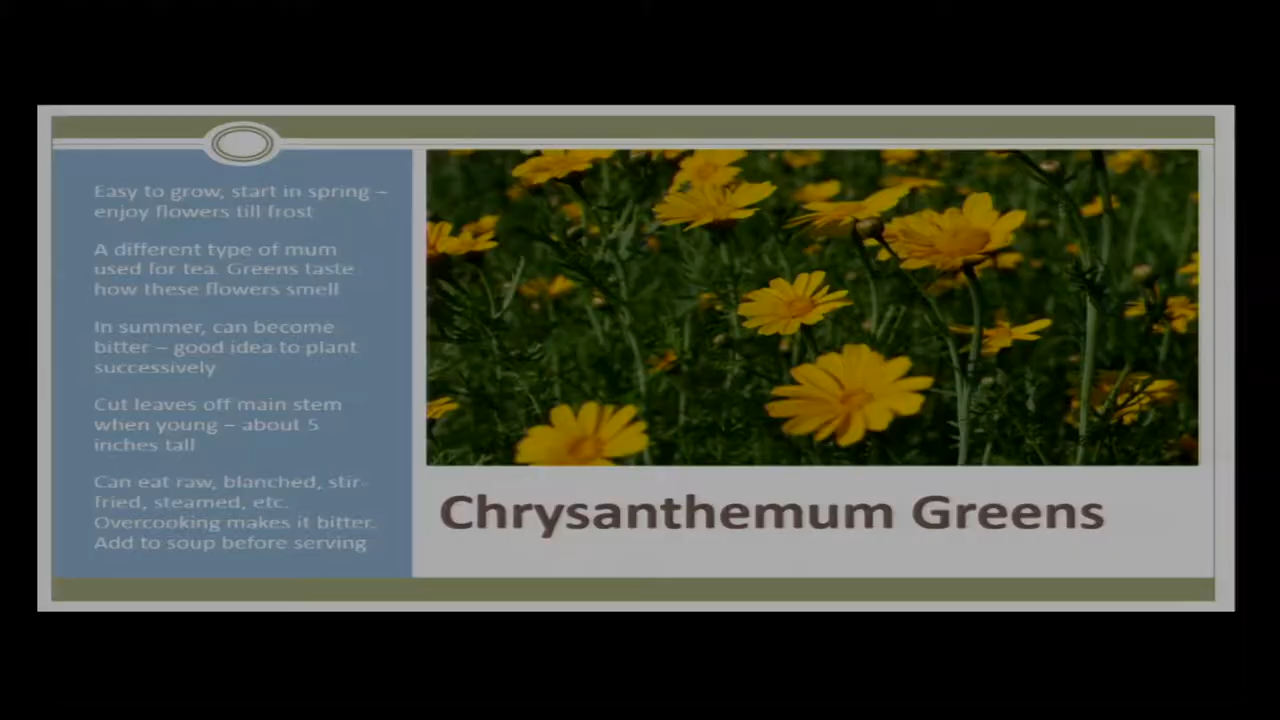 Easy to grow, start in spring –
enjoy flowers till frost
A different type of mum
used for tea. Greens taste
how these flowers smell
In summer, can become
bitter – good idea to plant
successively
Cut leaves off main stem
when young – about 5
inches tall
Can eat raw, blanched, stir-
fried, steamed, etc.
Overcooking makes it bitter.
Add to soup before serving
Chrysanthemum Greens